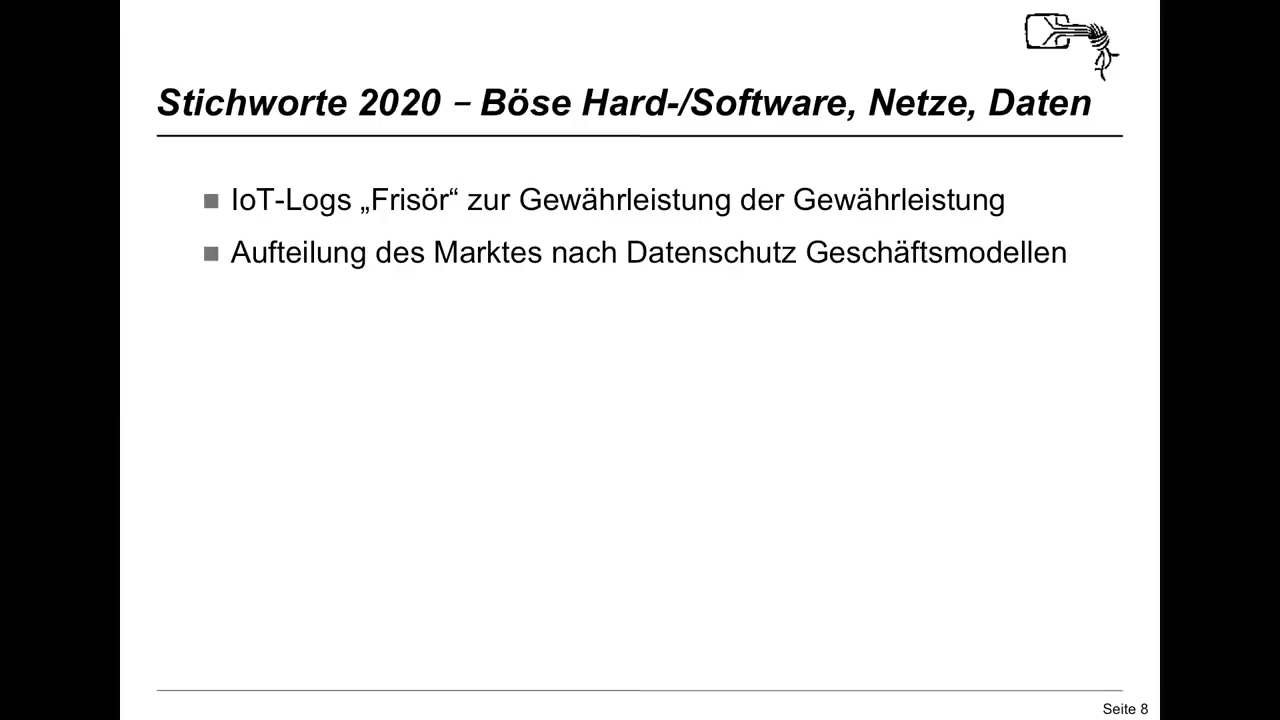 Stichworte 2020 – Böse Hard-/Software, Netze, Daten
IoT-Logs „Frisör“ zur Gewährleistung der Gewährleistung
Aufteilung des Marktes nach Datenschutz Geschäftsmodellen
Seite 8